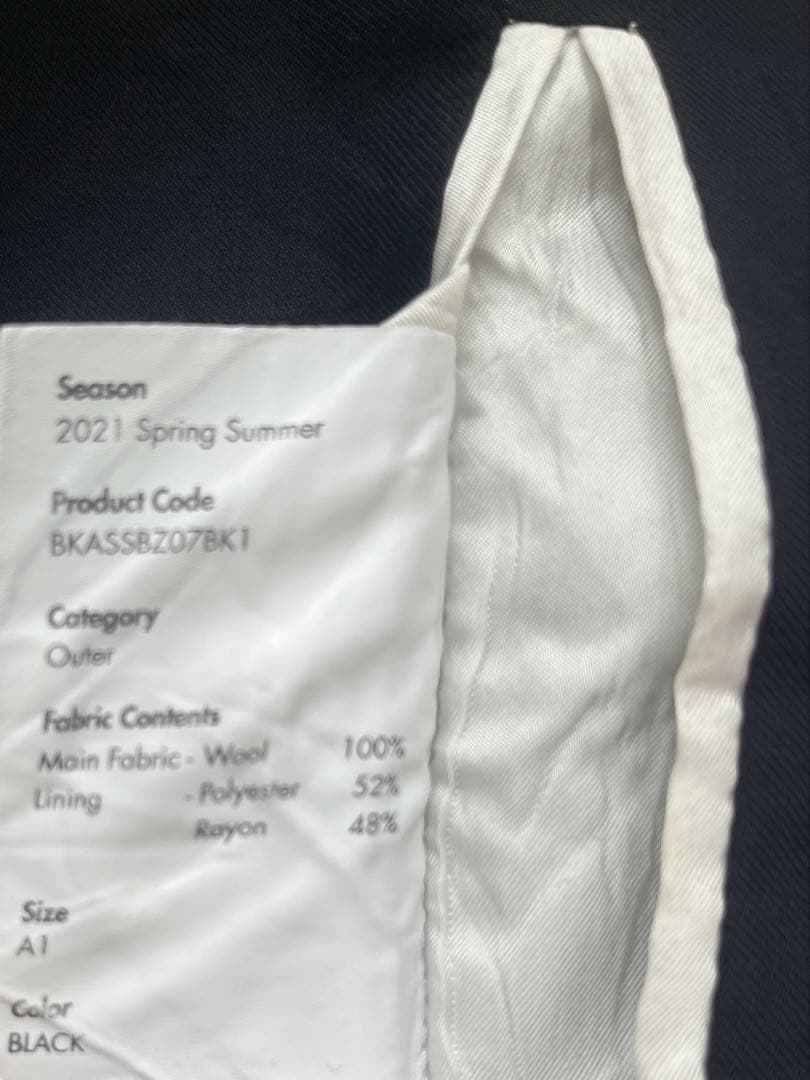 Season
2021 Spring Summer
Product Code
BKASSBZ07BK1
Category
Outer
Fabric Contents
Main Fabric - Wool 100%
Lining - Polyester 52%
Rayon 48%
Size
A1
Color
BLACK